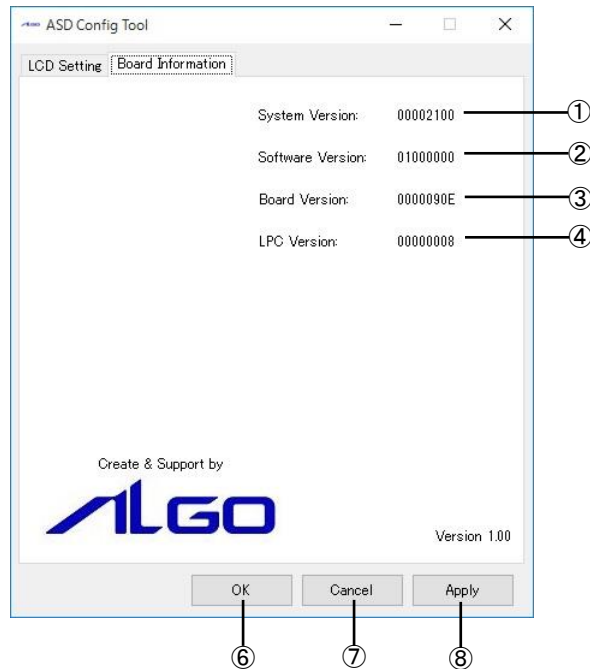 ASD Config Tool
LCD Setting Board Information
System Version: 00002100 ①
Software Version: 01000000 ②
Board Version: 0000090E ③
LPC Version: 00000008 ④
Create & Support by
ALGO
Version 1.00
OK Cancel Apply
⑥ ⑦ ⑧